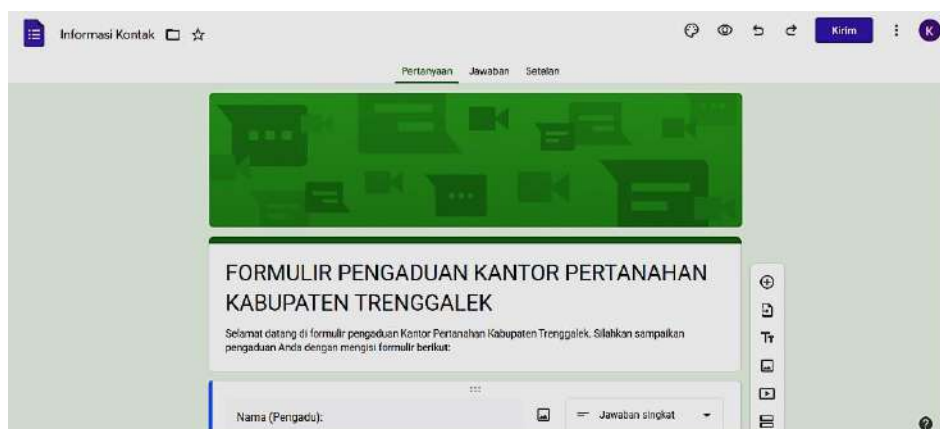 Informasi Kontak
Kirim
K
Pertanyaan Jawaban Setelan
FORMULIR PENGADUAN KANTOR PERTANAHAN
KABUPATEN TRENGGALEK
Selamat datang di formulir pengaduan Kantor Pertanahan Kabupaten Trenggalek. Silahkan sampaikan
pengaduan Anda dengan mengisi formulir berikut:
Nama (Pengadu):
Jawaban singkat